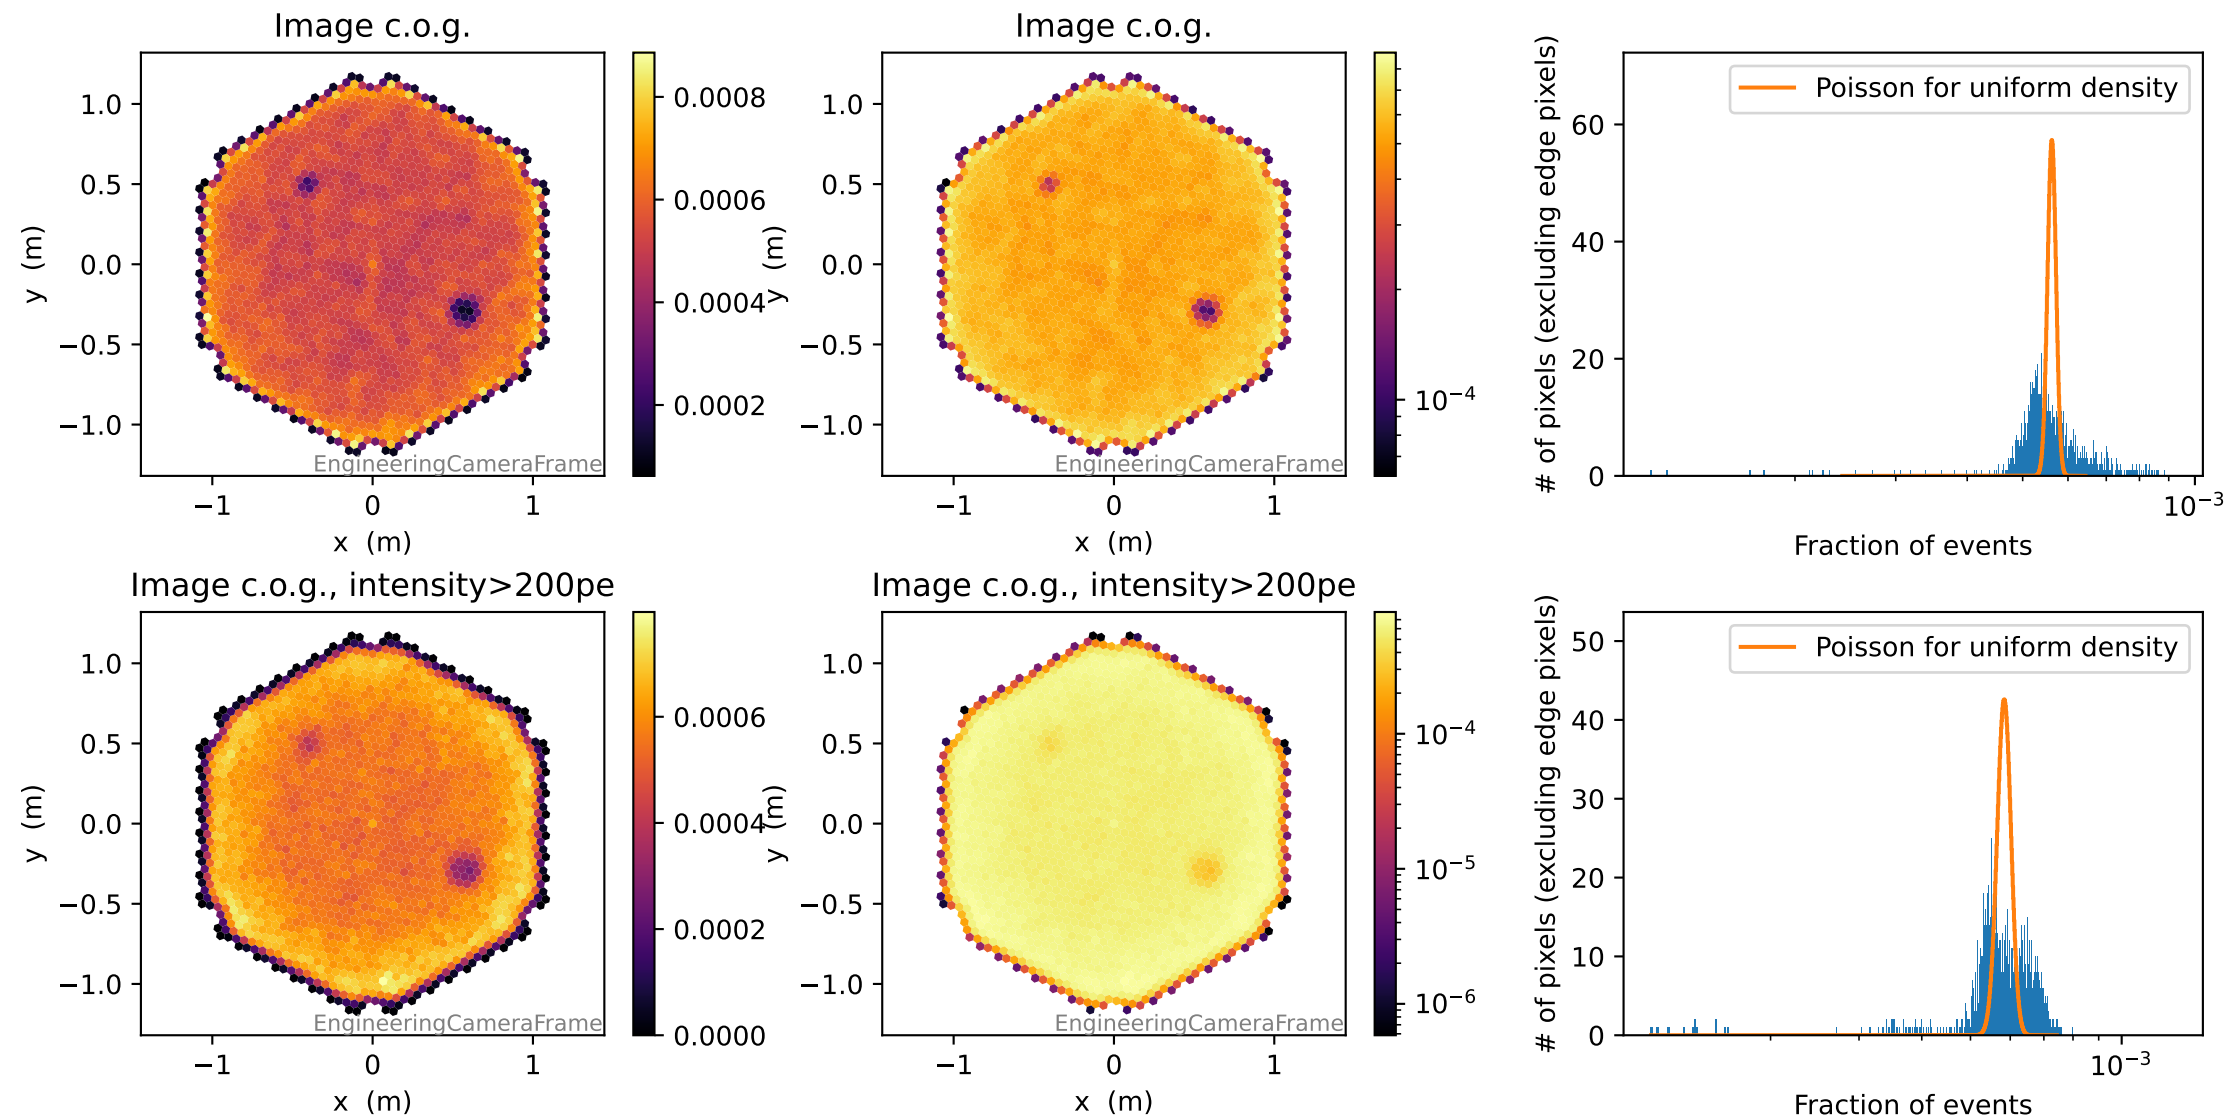 Image c.o.g.
1.0
0.5
0.0
−0.5
−1.0
y (m)
−1
0
1
x (m)
EngineeringCameraFrame
0.0008
0.0006
0.0004
0.0002
Image c.o.g.
1.0
0.5
0.0
−0.5
−1.0
y (m)
−1
0
1
x (m)
EngineeringCameraFrame
10⁻⁴
Poisson for uniform density
60
40
20
0
# of pixels (excluding edge pixels)
10⁻³
Fraction of events
Image c.o.g., intensity>200pe
1.0
0.5
0.0
−0.5
−1.0
y (m)
−1
0
1
x (m)
EngineeringCameraFrame
0.0006
0.0004
0.0002
0.0000
Image c.o.g., intensity>200pe
1.0
0.5
0.0
−0.5
−1.0
y (m)
−1
0
1
x (m)
EngineeringCameraFrame
10⁻⁴
10⁻⁵
10⁻⁶
Poisson for uniform density
50
40
30
20
10
0
# of pixels (excluding edge pixels)
10⁻³
Fraction of events